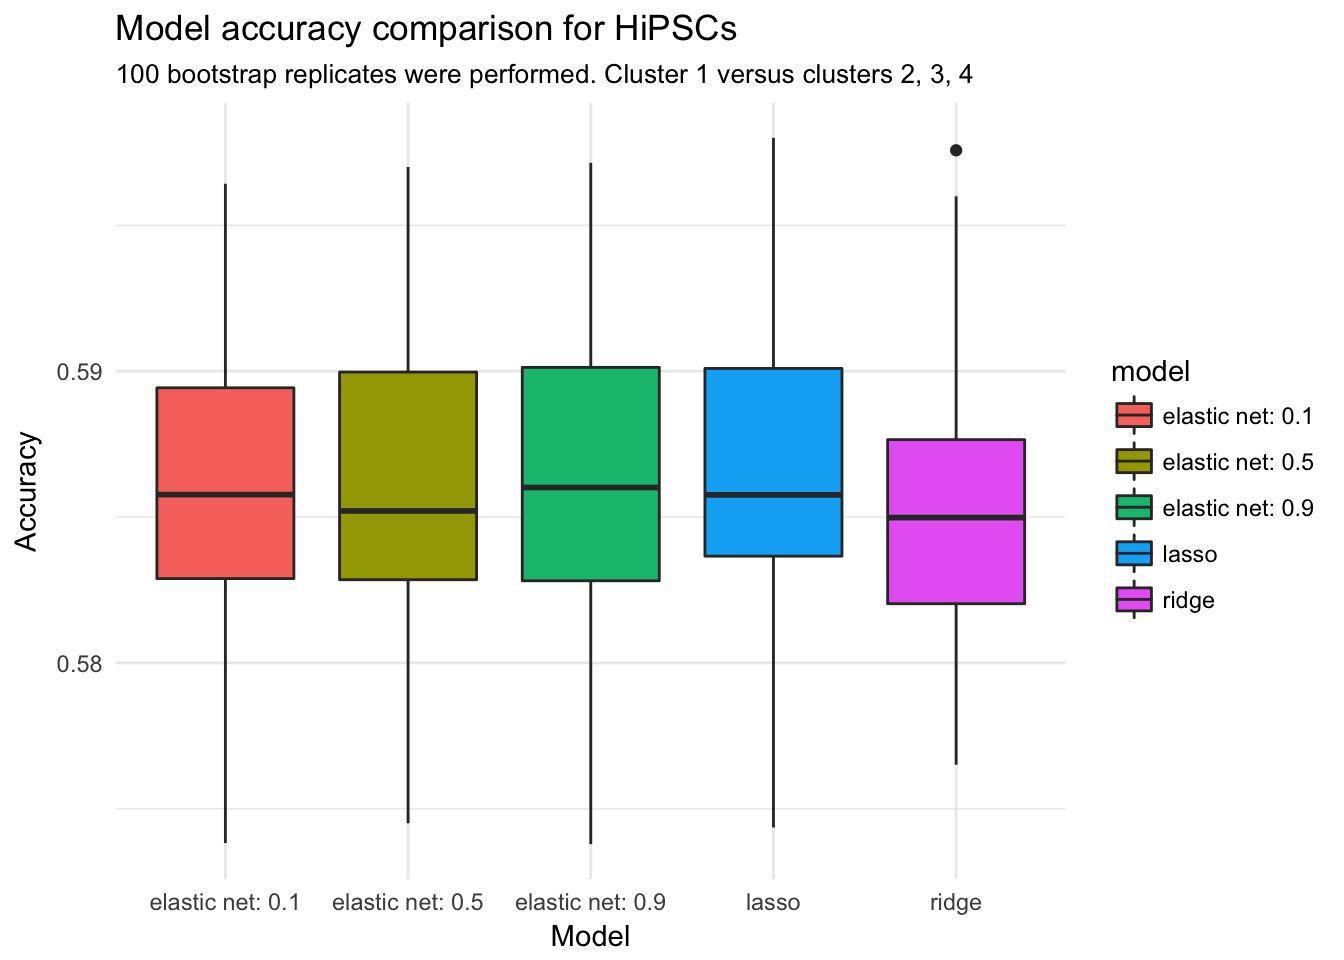 Model accuracy comparison for HiPSCs
100 bootstrap replicates were performed. Cluster 1 versus clusters 2, 3, 4
Accuracy
0.59
0.58
elastic net: 0.1
elastic net: 0.5
elastic net: 0.9
lasso
ridge
Model
model
elastic net: 0.1
elastic net: 0.5
elastic net: 0.9
lasso
ridge